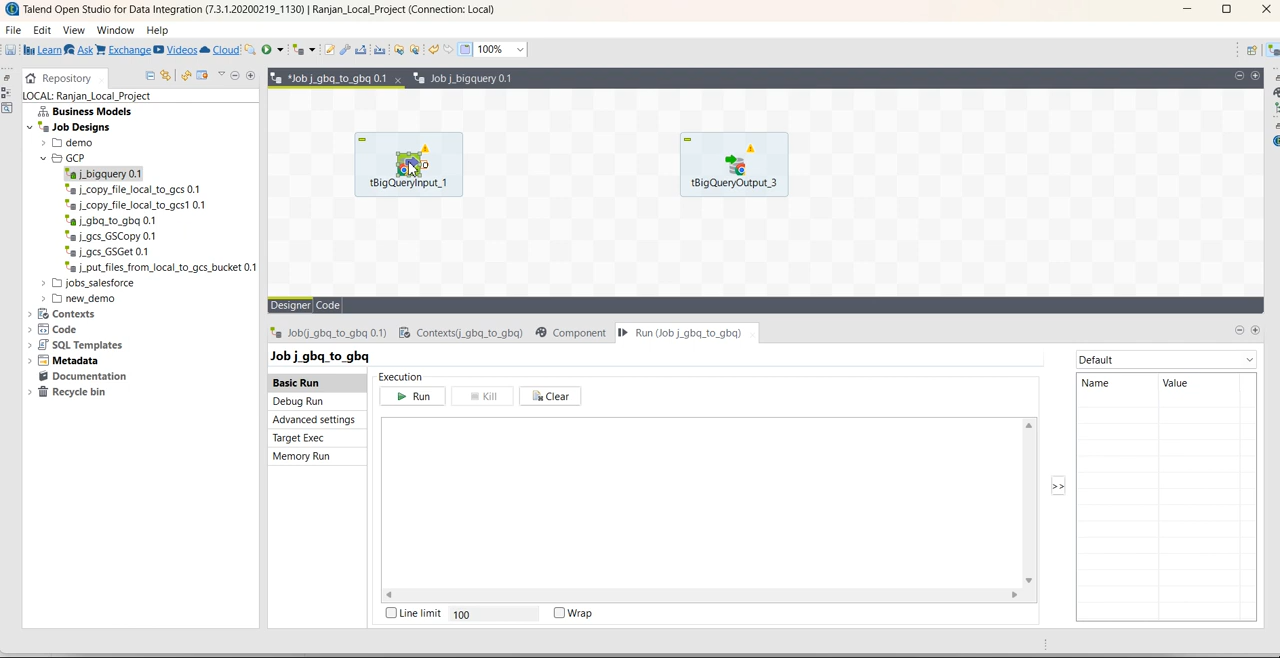 Talend Open Studio for Data Integration (7.3.1.20200219_1130) | Ranjan_Local_Project (Connection: Local)
File Edit View Window Help
Learn Ask Exchange Videos Cloud 100%
Repository
LOCAL: Ranjan_Local_Project
Business Models
Job Designs
demo
GCP
j_bigquery 0.1
j_copy_file_local_to_gcs 0.1
j_copy_file_local_to_gcs1 0.1
j_gbq_to_gbq 0.1
j_gcs_GSCopy 0.1
j_gcs_GSGet 0.1
j_put_files_from_local_to_gcs_bucket 0.1
jobs_salesforce
new_demo
Contexts
Code
SQL Templates
Metadata
Documentation
Recycle bin
*Job j_gbq_to_gbq 0.1 Job j_bigquery 0.1
tBigQueryInput_1 tBigQueryOutput_3
Designer Code
Job(j_gbq_to_gbq 0.1) Contexts(j_gbq_to_gbq) Component Run (Job j_gbq_to_gbq)
Job j_gbq_to_gbq
Basic Run
Debug Run
Advanced settings
Target Exec
Memory Run
Execution
Run Kill Clear
>>
Line limit 100 Wrap
Default
Name Value